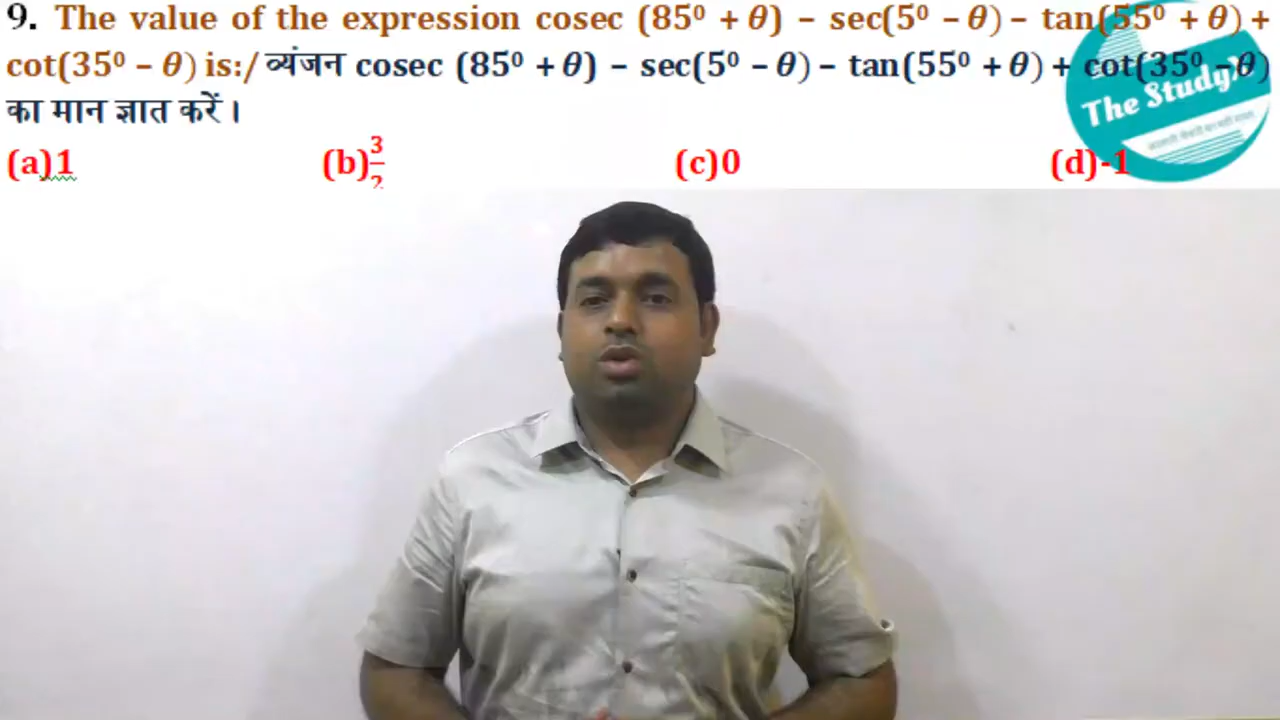 9. The value of the expression cosec (85⁰ + θ) – sec(5⁰ – θ) – tan(55⁰ + θ) +
cot(35⁰ – θ) is:/ व्यंजन cosec (85⁰ + θ) – sec(5⁰ – θ) – tan(55⁰ + θ) + cot(35⁰ – θ)
का मान ज्ञात करें।
(a)1 (b)3/2 (c)0 (d)-1
The StudyX